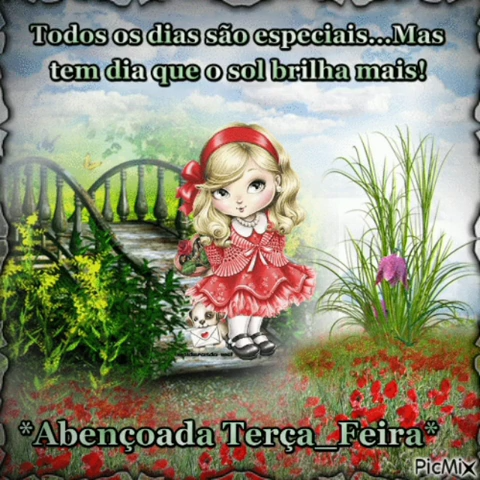 Todos os dias são especiais...Mas
tem dia que o sol brilha mais!
*Abençoada Terça_Feira*
PicMix